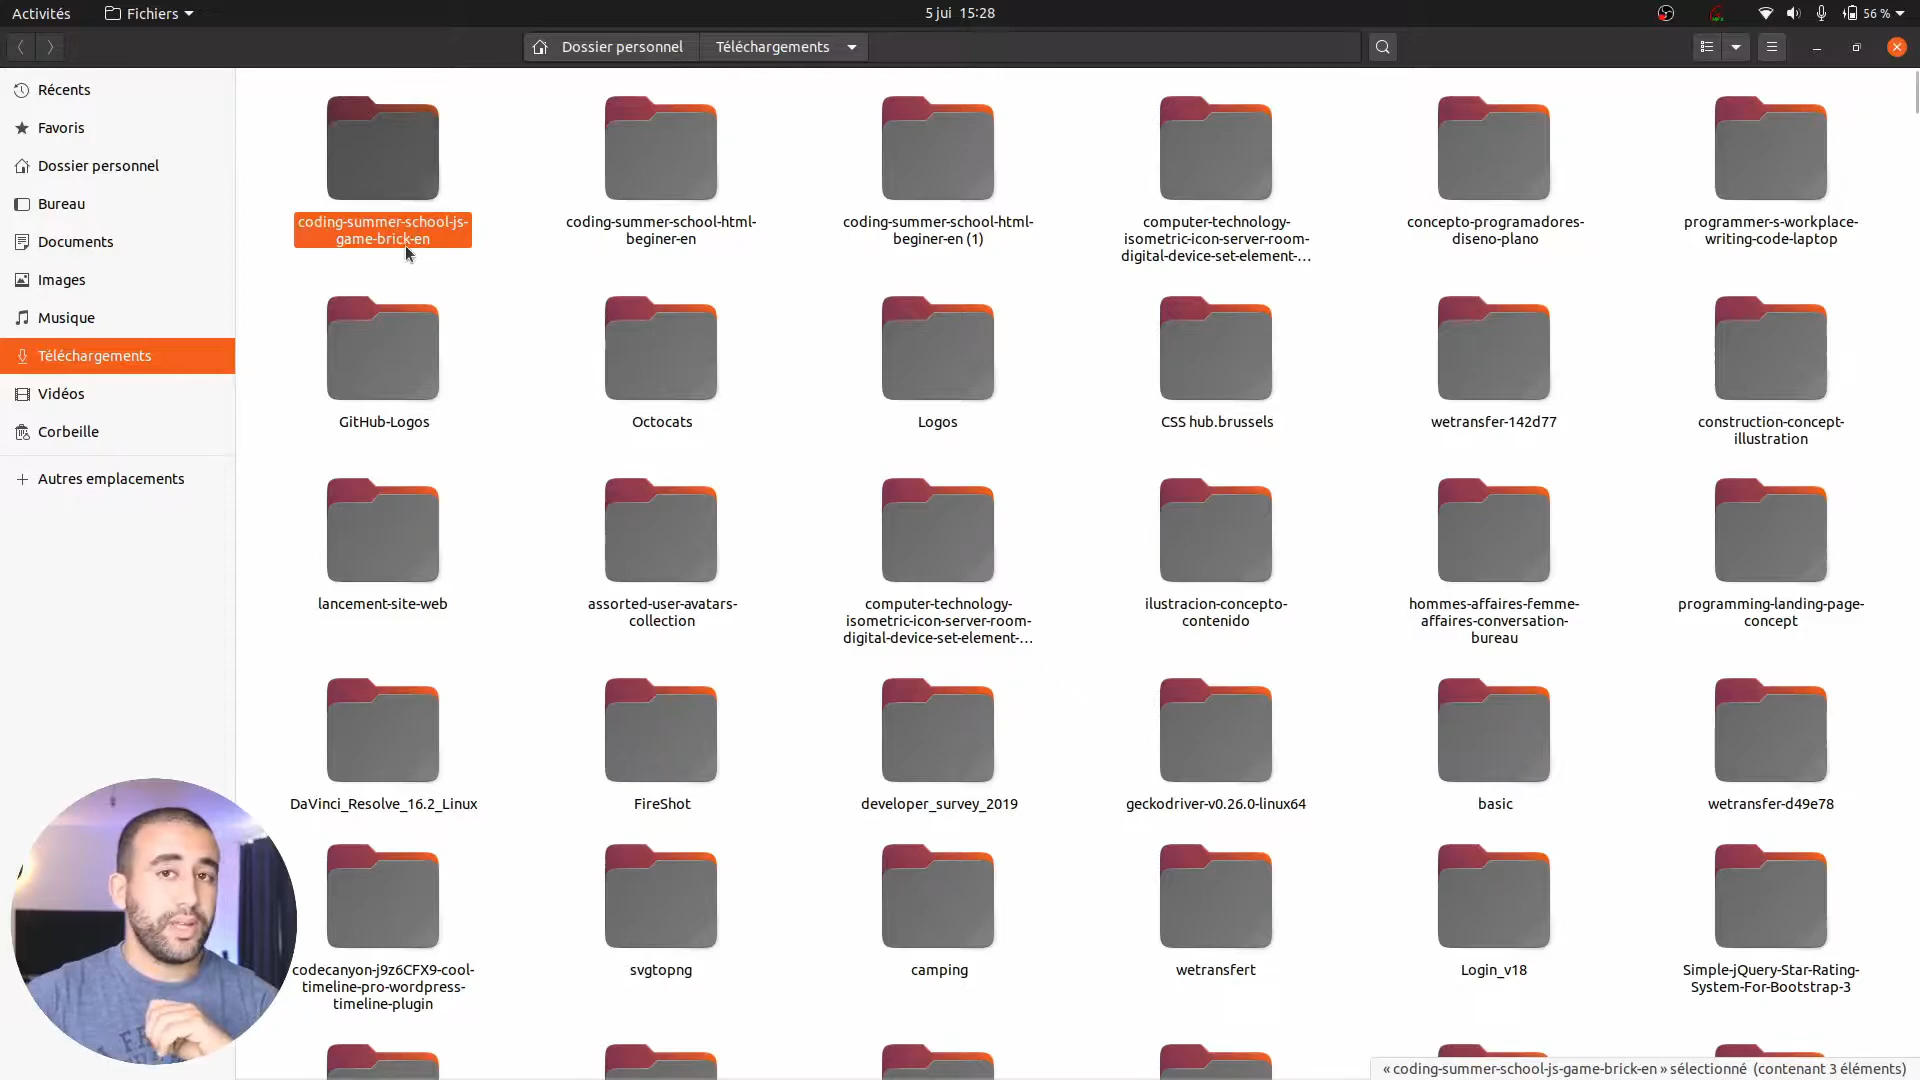 Activités
Fichiers
5 jui 15:28
56 %
Dossier personnel
Téléchargements
Récents
Favoris
Dossier personnel
Bureau
Documents
Images
Musique
Téléchargements
Vidéos
Corbeille
Autres emplacements
coding-summer-school-js-
game-brick-en
coding-summer-school-html-
beginer-en
coding-summer-school-html-
beginer-en (1)
computer-technology-
isometric-icon-server-room-
digital-device-set-element-…
concepto-programadores-
diseno-plano
programmer-s-workplace-
writing-code-laptop
GitHub-Logos
Octocats
Logos
CSS hub.brussels
wetransfer-142d77
construction-concept-
illustration
lancement-site-web
assorted-user-avatars-
collection
computer-technology-
isometric-icon-server-room-
digital-device-set-element-…
ilustracion-concepto-
contenido
hommes-affaires-femme-
affaires-conversation-
bureau
programming-landing-page-
concept
DaVinci_Resolve_16.2_Linux
FireShot
developer_survey_2019
geckodriver-v0.26.0-linux64
basic
wetransfer-d49e78
codecanyon-j9z6CFX9-cool-
timeline-pro-wordpress-
timeline-plugin
svgtopng
camping
wetransfert
Login_v18
Simple-jQuery-Star-Rating-
System-For-Bootstrap-3
« coding-summer-school-js-game-brick-en » sélectionné (contenant 3 éléments)